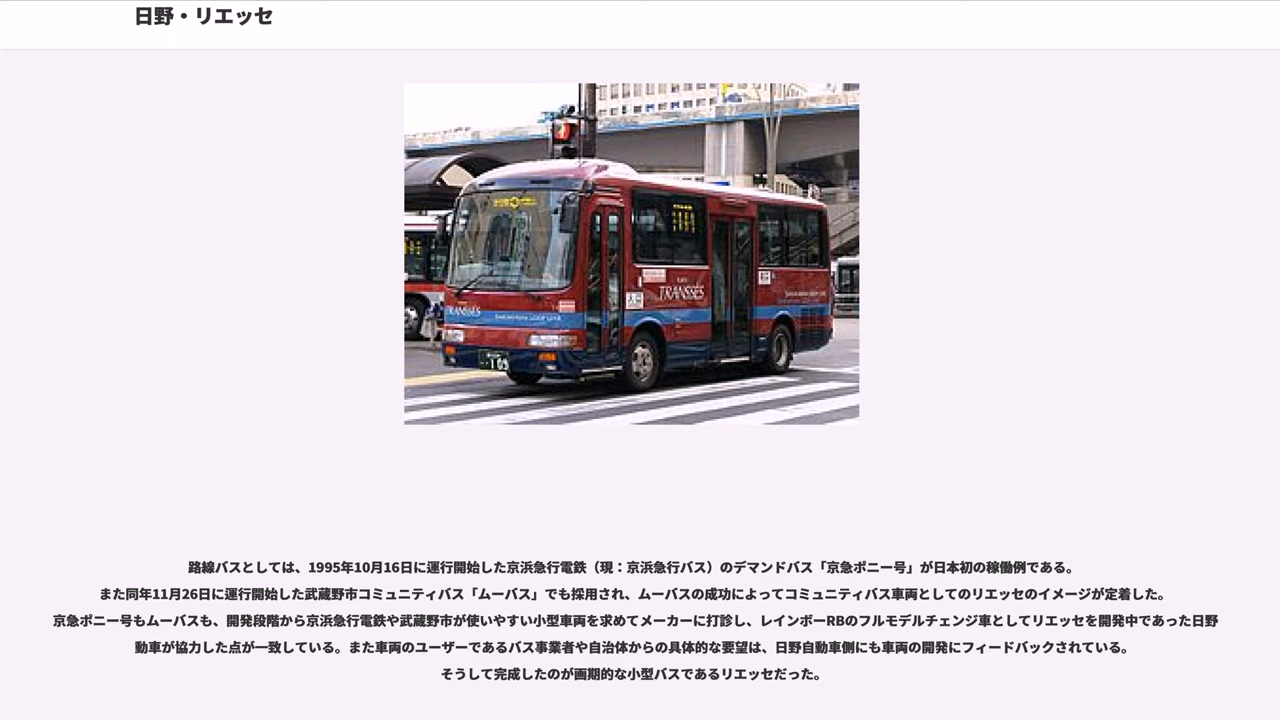 日野・リエッセ
TRANSSÉS
TRANSSÉS
・109
路線バスとしては、1995年10月16日に運行開始した京浜急行電鉄（現：京浜急行バス）のデマンドバス「京急ポニー号」が日本初の稼働例である。
また同年11月26日に運行開始した武蔵野市コミュニティバス「ムーバス」でも採用され、ムーバスの成功によってコミュニティバス車両としてのリエッセのイメージが定着した。
京急ポニー号もムーバスも、開発段階から京浜急行電鉄や武蔵野市が使いやすい小型車両を求めてメーカーに打診し、レインボーRBのフルモデルチェンジ車としてリエッセを開発中であった日野
動車が協力した点が一致している。また車両のユーザーであるバス事業者や自治体からの具体的な要望は、日野自動車側にも車両の開発にフィードバックされている。
そうして完成したのが画期的な小型バスであるリエッセだった。